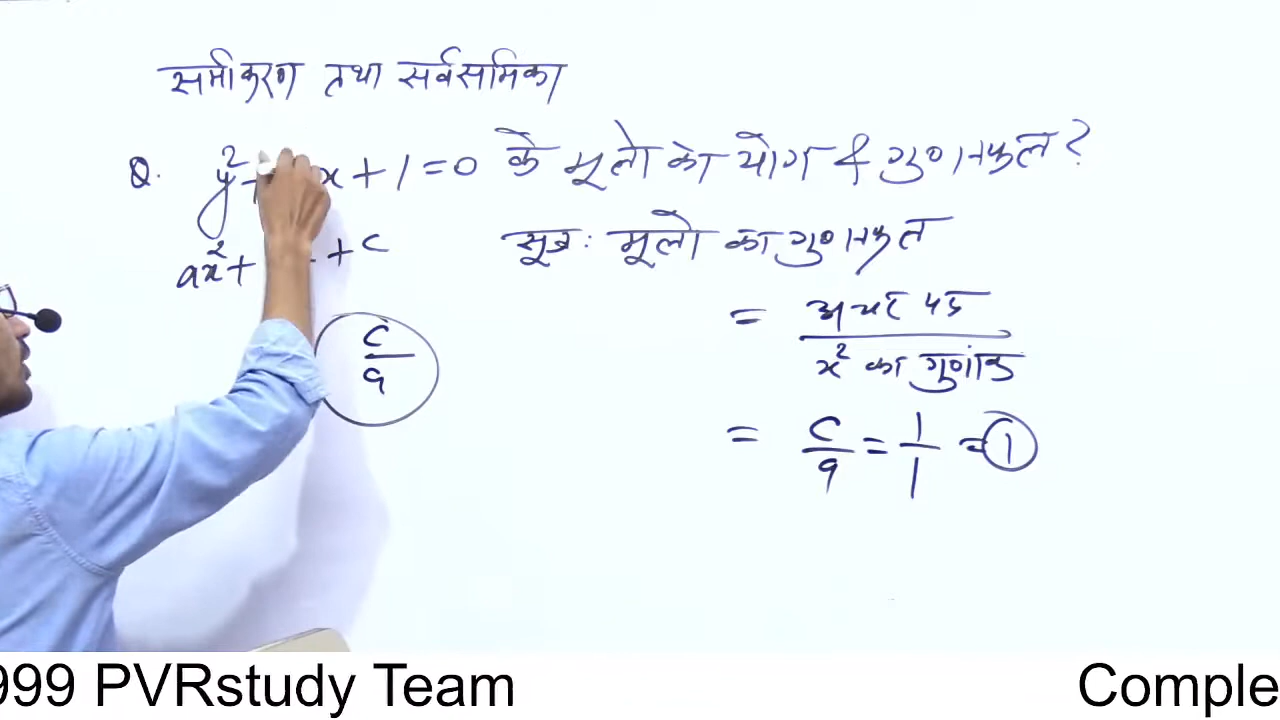 समीकरण तथा सर्वसमिका
Q. y² x + 1 = 0 के मूलो का योग & गुणनफल ?
ax² + + c
सूत्र : मूलो का गुणनफल
= अचर पद / x² का गुणांक
c/a
= c/a = 1/1 = 1
999 PVRstudy Team Comple